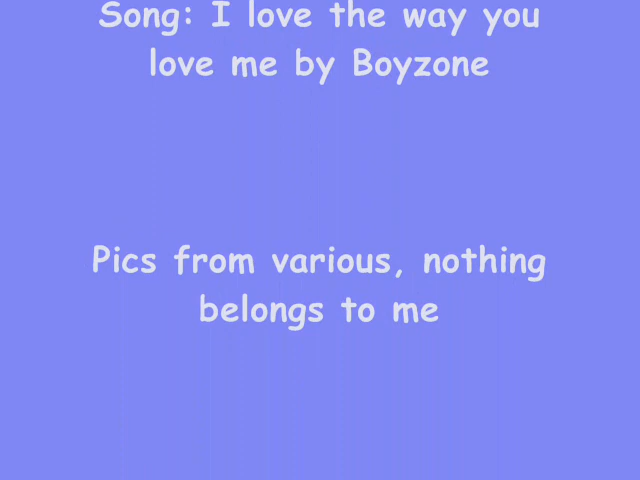 Song: I love the way you
love me by Boyzone
Pics from various, nothing
belongs to me